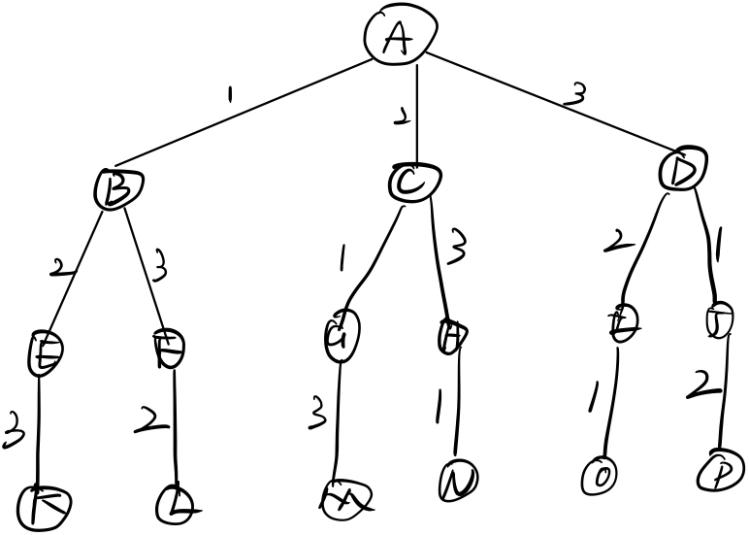 A
1 2 3
B C D
2 3 1 3 2 1
E F G H I J
3 2 3 1 1 2
K L M N O P